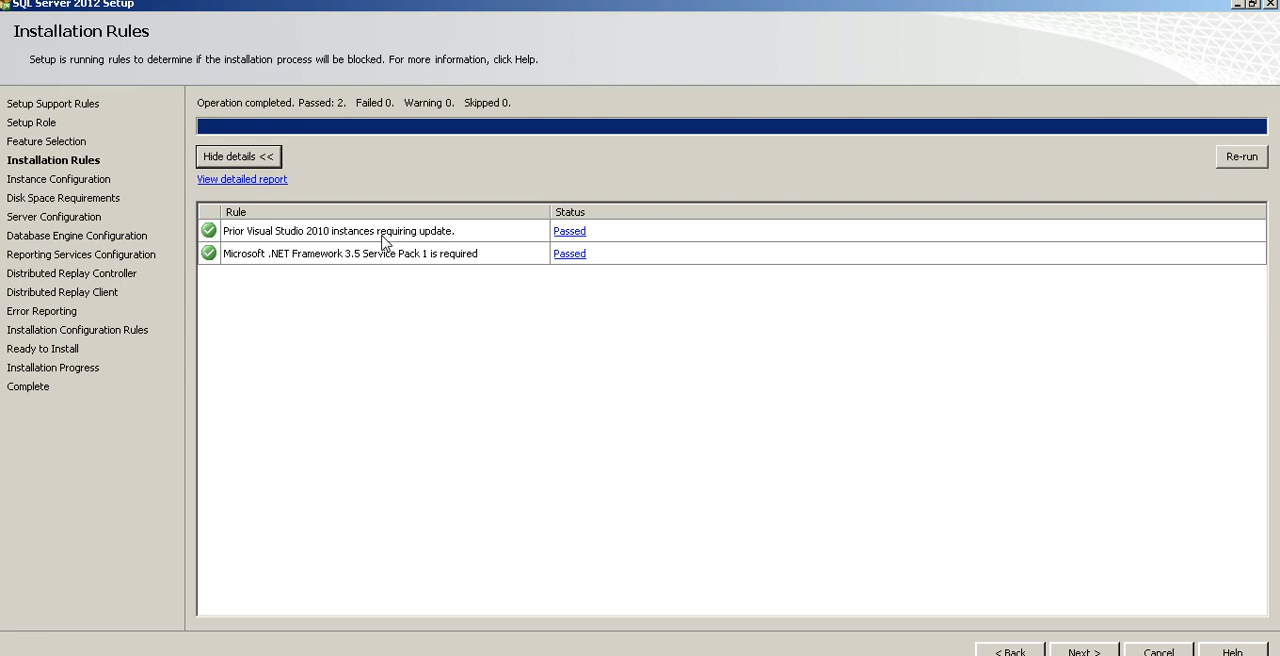 SQL Server 2012 Setup
Installation Rules
Setup is running rules to determine if the installation process will be blocked. For more information, click Help.
Setup Support Rules
Setup Role
Feature Selection
Installation Rules
Instance Configuration
Disk Space Requirements
Server Configuration
Database Engine Configuration
Reporting Services Configuration
Distributed Replay Controller
Distributed Replay Client
Error Reporting
Installation Configuration Rules
Ready to Install
Installation Progress
Complete
Operation completed. Passed: 2. Failed 0. Warning 0. Skipped 0.
Hide details <<
Re-run
View detailed report
Rule Status
Prior Visual Studio 2010 instances requiring update. Passed
Microsoft .NET Framework 3.5 Service Pack 1 is required Passed
< Back Next > Cancel Help